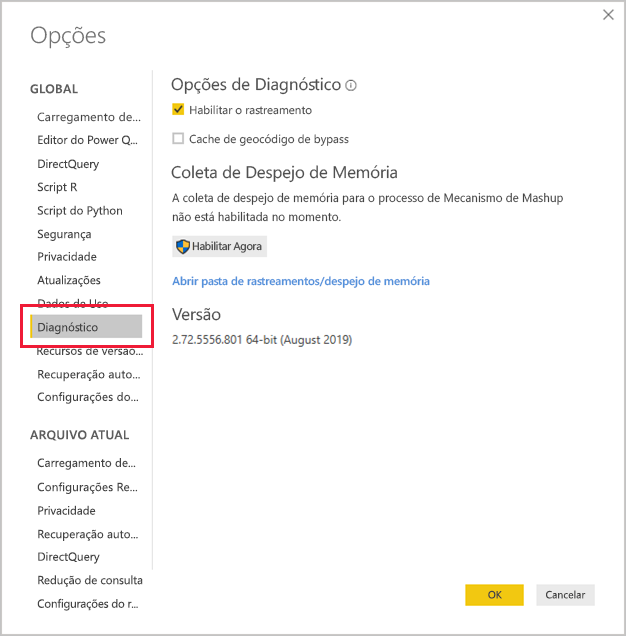 Opções
GLOBAL
Carregamento de...
Editor do Power Q...
DirectQuery
Script R
Script do Python
Segurança
Privacidade
Atualizações
Dados de Uso
Diagnóstico
Recursos de versão...
Recuperação auto...
Configurações do...
ARQUIVO ATUAL
Carregamento de...
Configurações Re...
Privacidade
Recuperação auto...
DirectQuery
Redução de consulta
Configurações do r...
Opções de Diagnóstico
Habilitar o rastreamento
Cache de geocódigo de bypass
Coleta de Despejo de Memória
A coleta de despejo de memória para o processo de Mecanismo de Mashup
não está habilitada no momento.
Habilitar Agora
Abrir pasta de rastreamentos/despejo de memória
Versão
2.72.5556.801 64-bit (August 2019)
OK
Cancelar